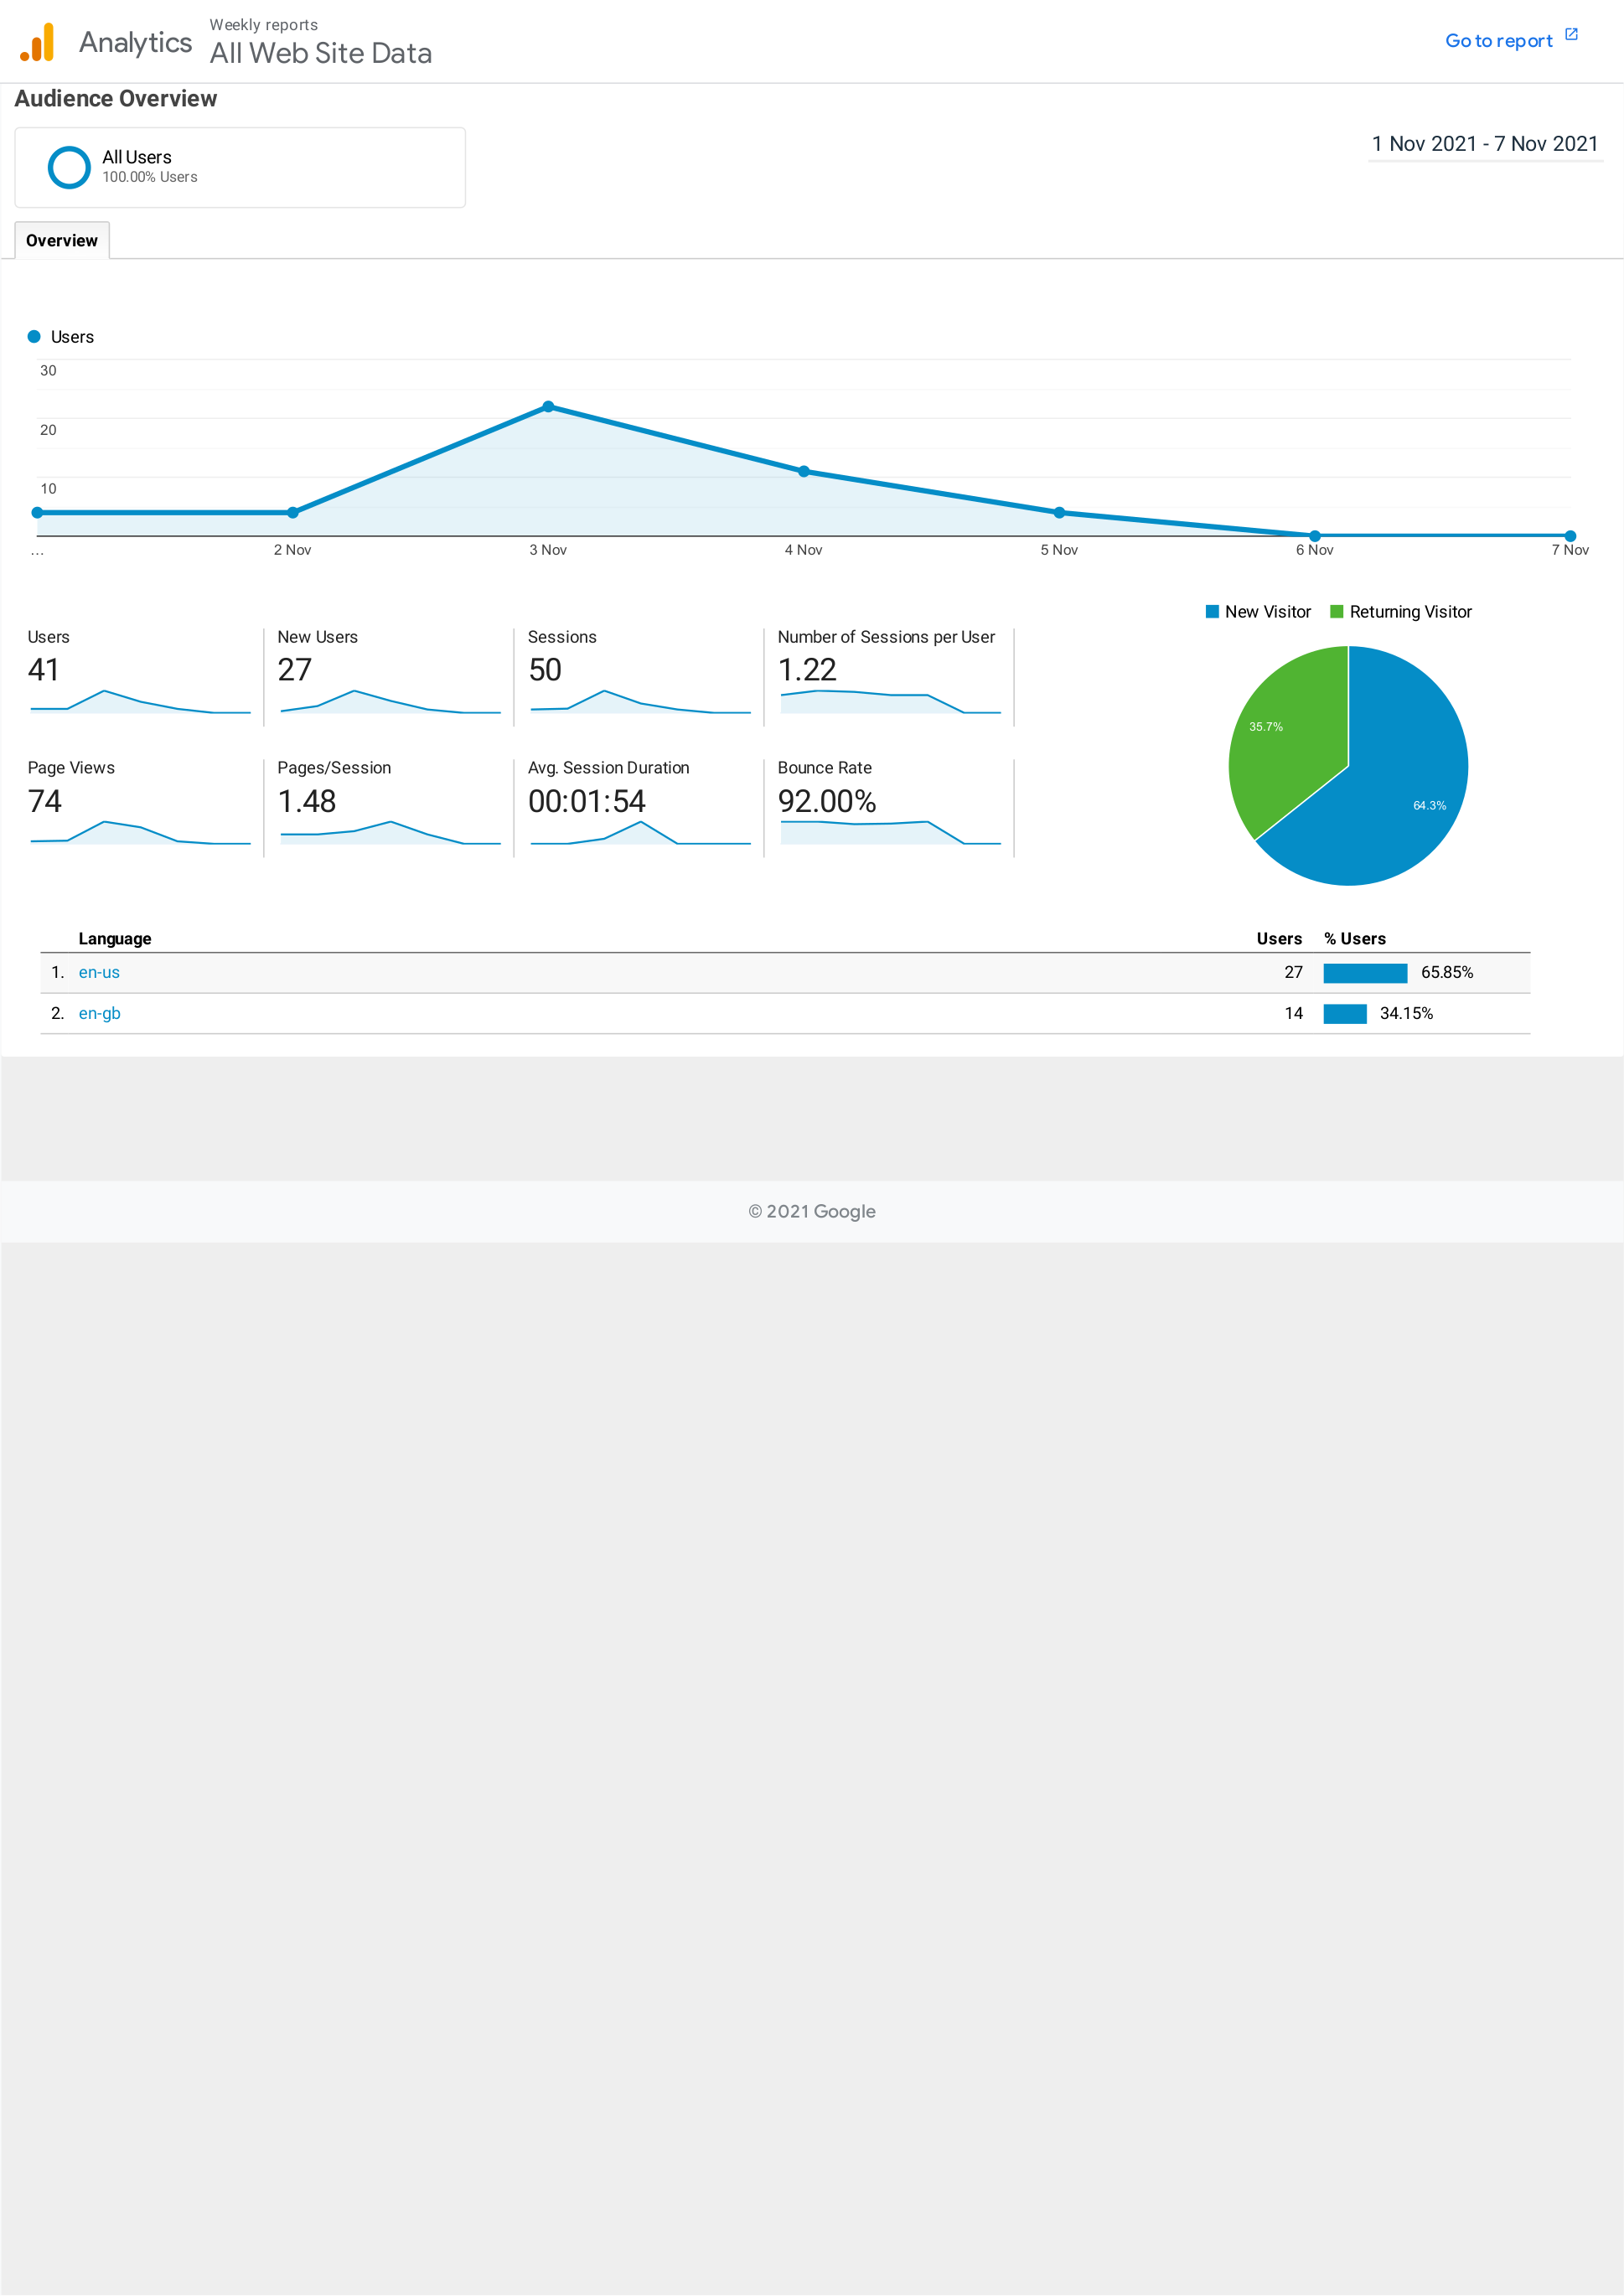 Analytics
Weekly reports
All Web Site Data
Go to report
Audience Overview
All Users
100.00% Users
1 Nov 2021 - 7 Nov 2021
Overview
Users
30
20
10
...
2 Nov
3 Nov
4 Nov
5 Nov
6 Nov
7 Nov
Users
41
New Users
27
Sessions
50
Number of Sessions per User
1.22
Page Views
74
Pages/Session
1.48
Avg. Session Duration
00:01:54
Bounce Rate
92.00%
New Visitor
Returning Visitor
35.7%
64.3%
Language Users % Users
1. en-us 27 65.85%
2. en-gb 14 34.15%
© 2021 Google